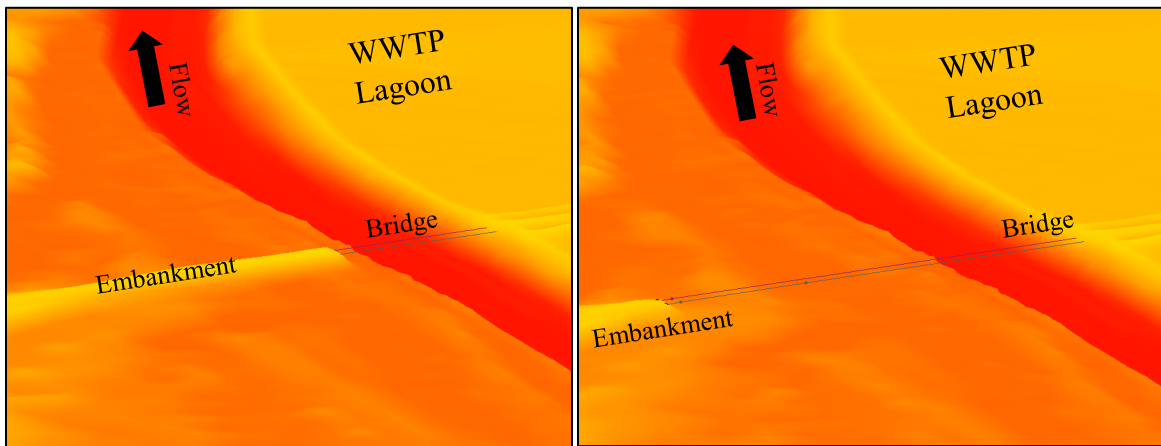 WWTP
Lagoon
Flow
Bridge
Embankment
WWTP
Lagoon
Flow
Bridge
Embankment